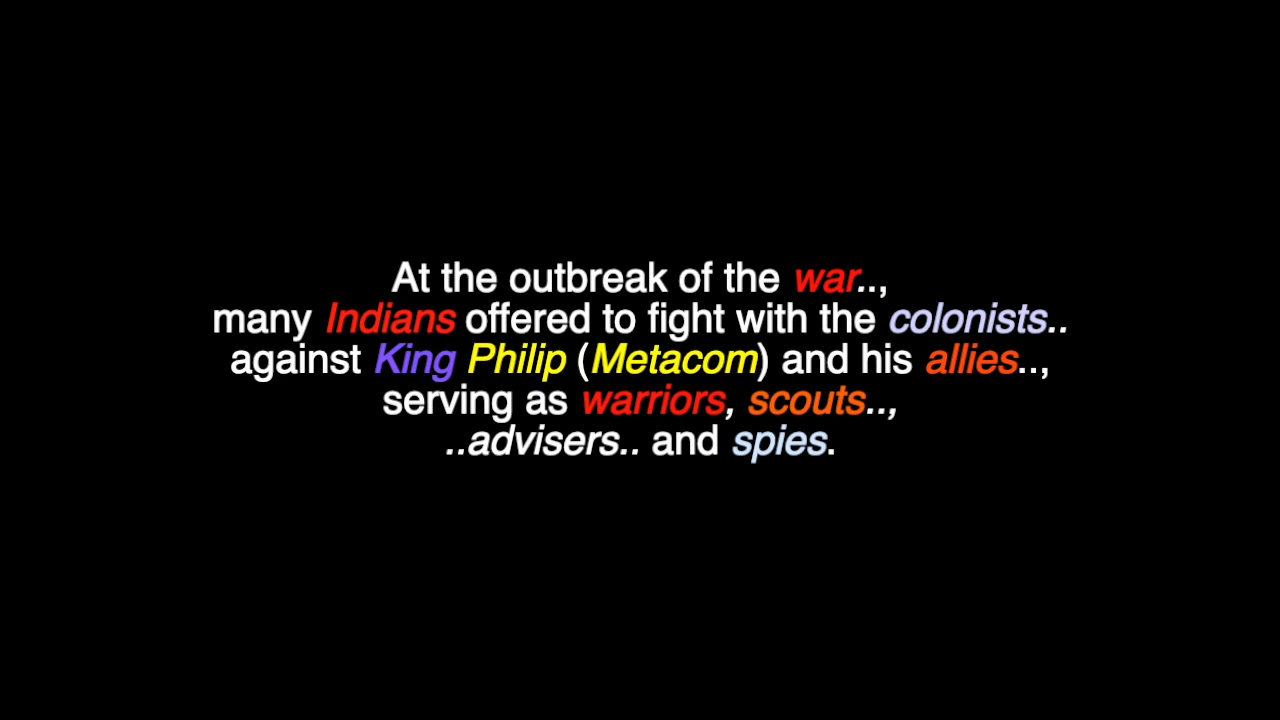 At the outbreak of the war..,
many Indians offered to fight with the colonists..
against King Philip (Metacom) and his allies..,
serving as warriors, scouts..,
..advisers.. and spies.